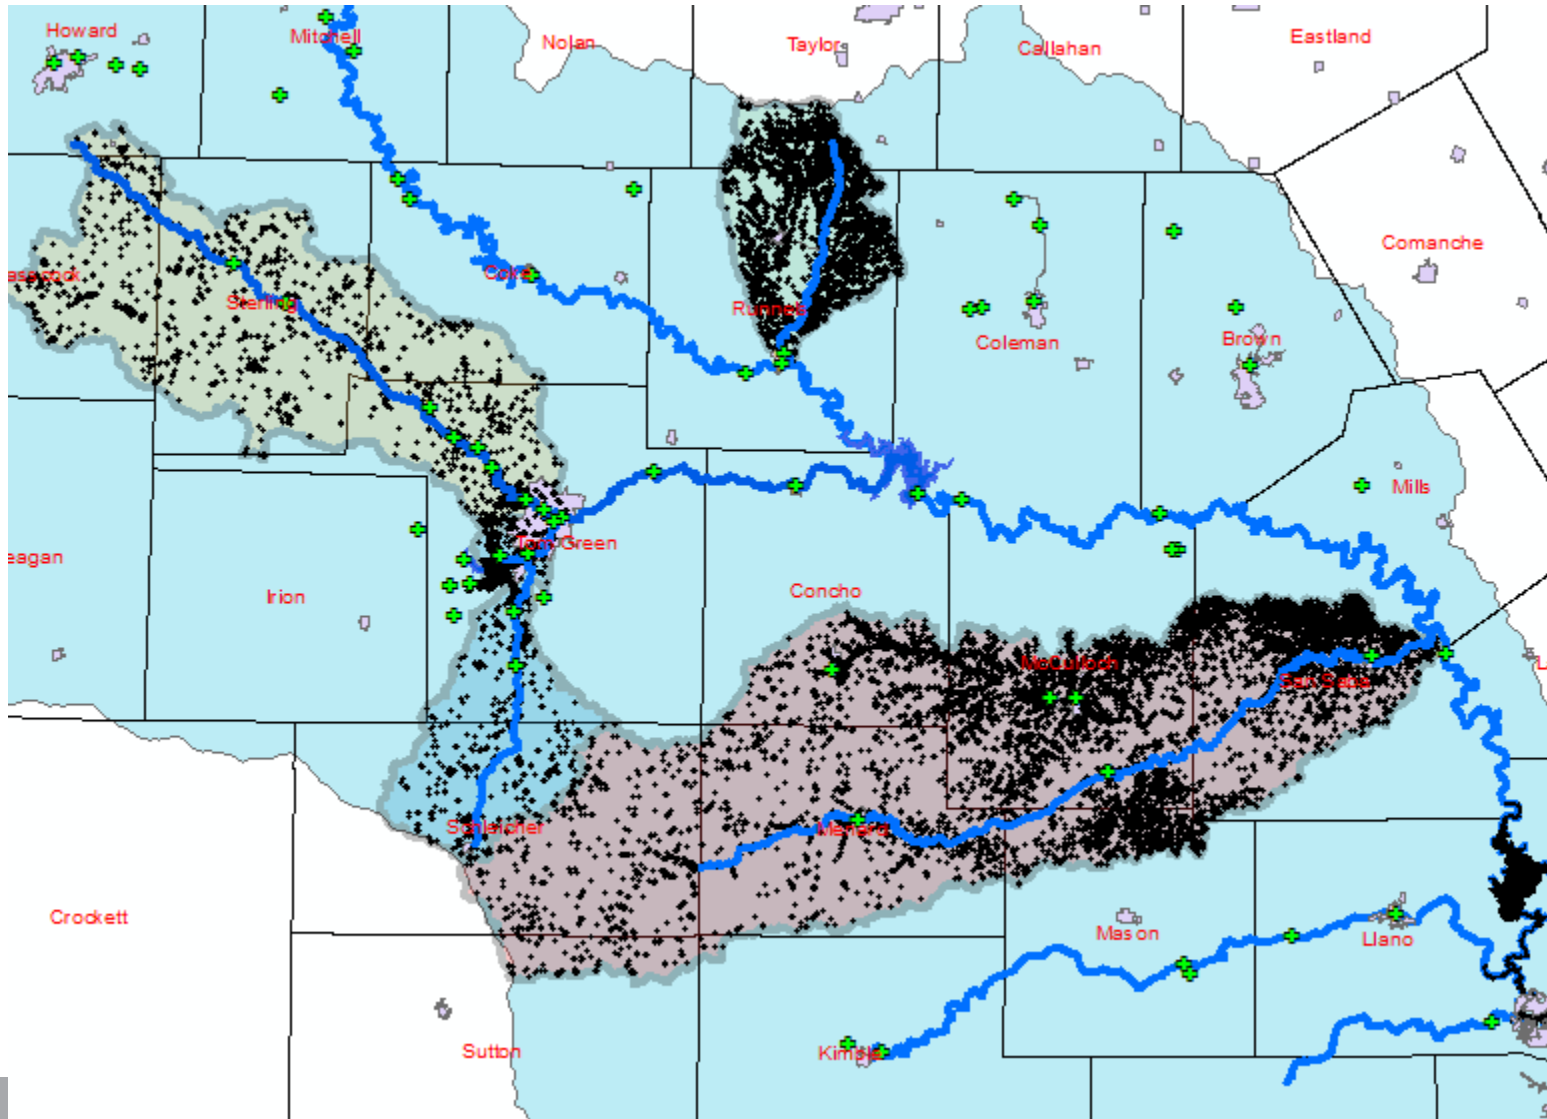 Howard
Mitchell
Nolan
Taylor
Callahan
Eastland
Comanche
Coke
Sterling
Runnels
Coleman
Brown
Mills
Tom Green
eagan
Irion
Concho
McCulloch
San Saba
Schleicher
Menard
Crockett
Mason
Llano
Sutton
Kimble